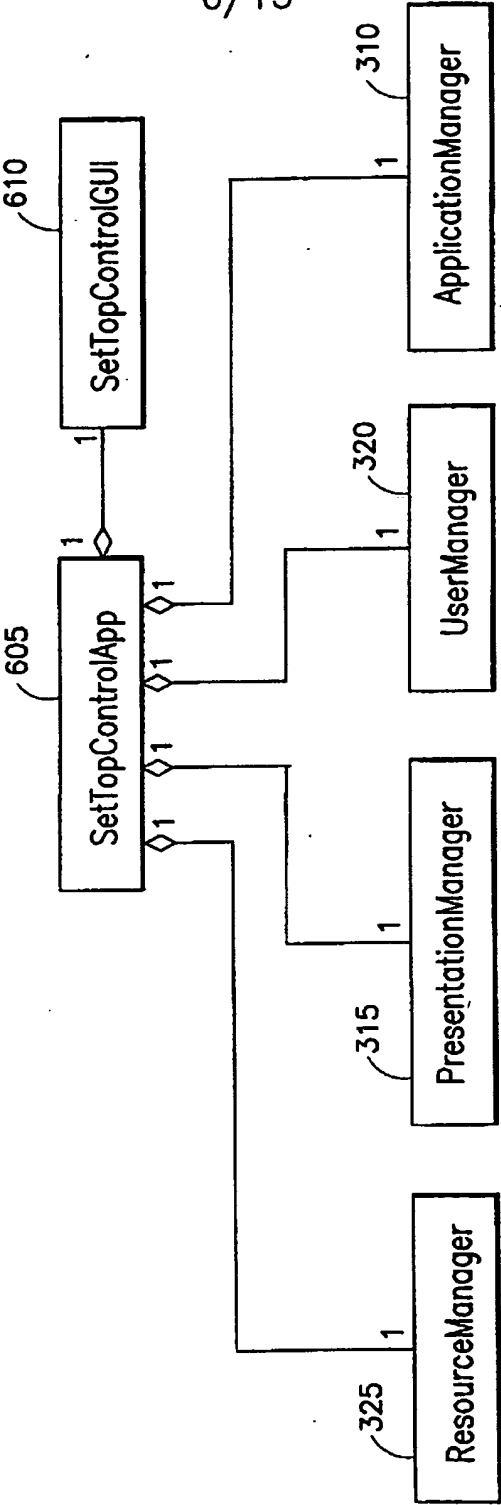 605
SetTopControlApp
1
1
610
SetTopControlGUI
1
1
1
1
325
ResourceManager
1
315
PresentationManager
1
320
UserManager
1
310
ApplicationManager
1